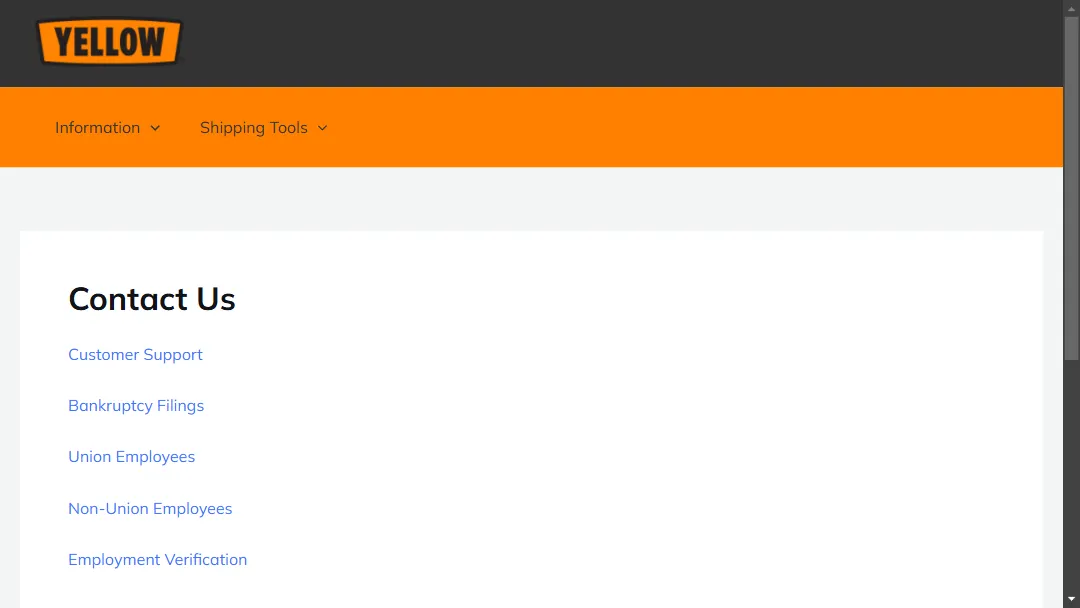 YELLOW
Information
Shipping Tools
Contact Us
Customer Support
Bankruptcy Filings
Union Employees
Non-Union Employees
Employment Verification